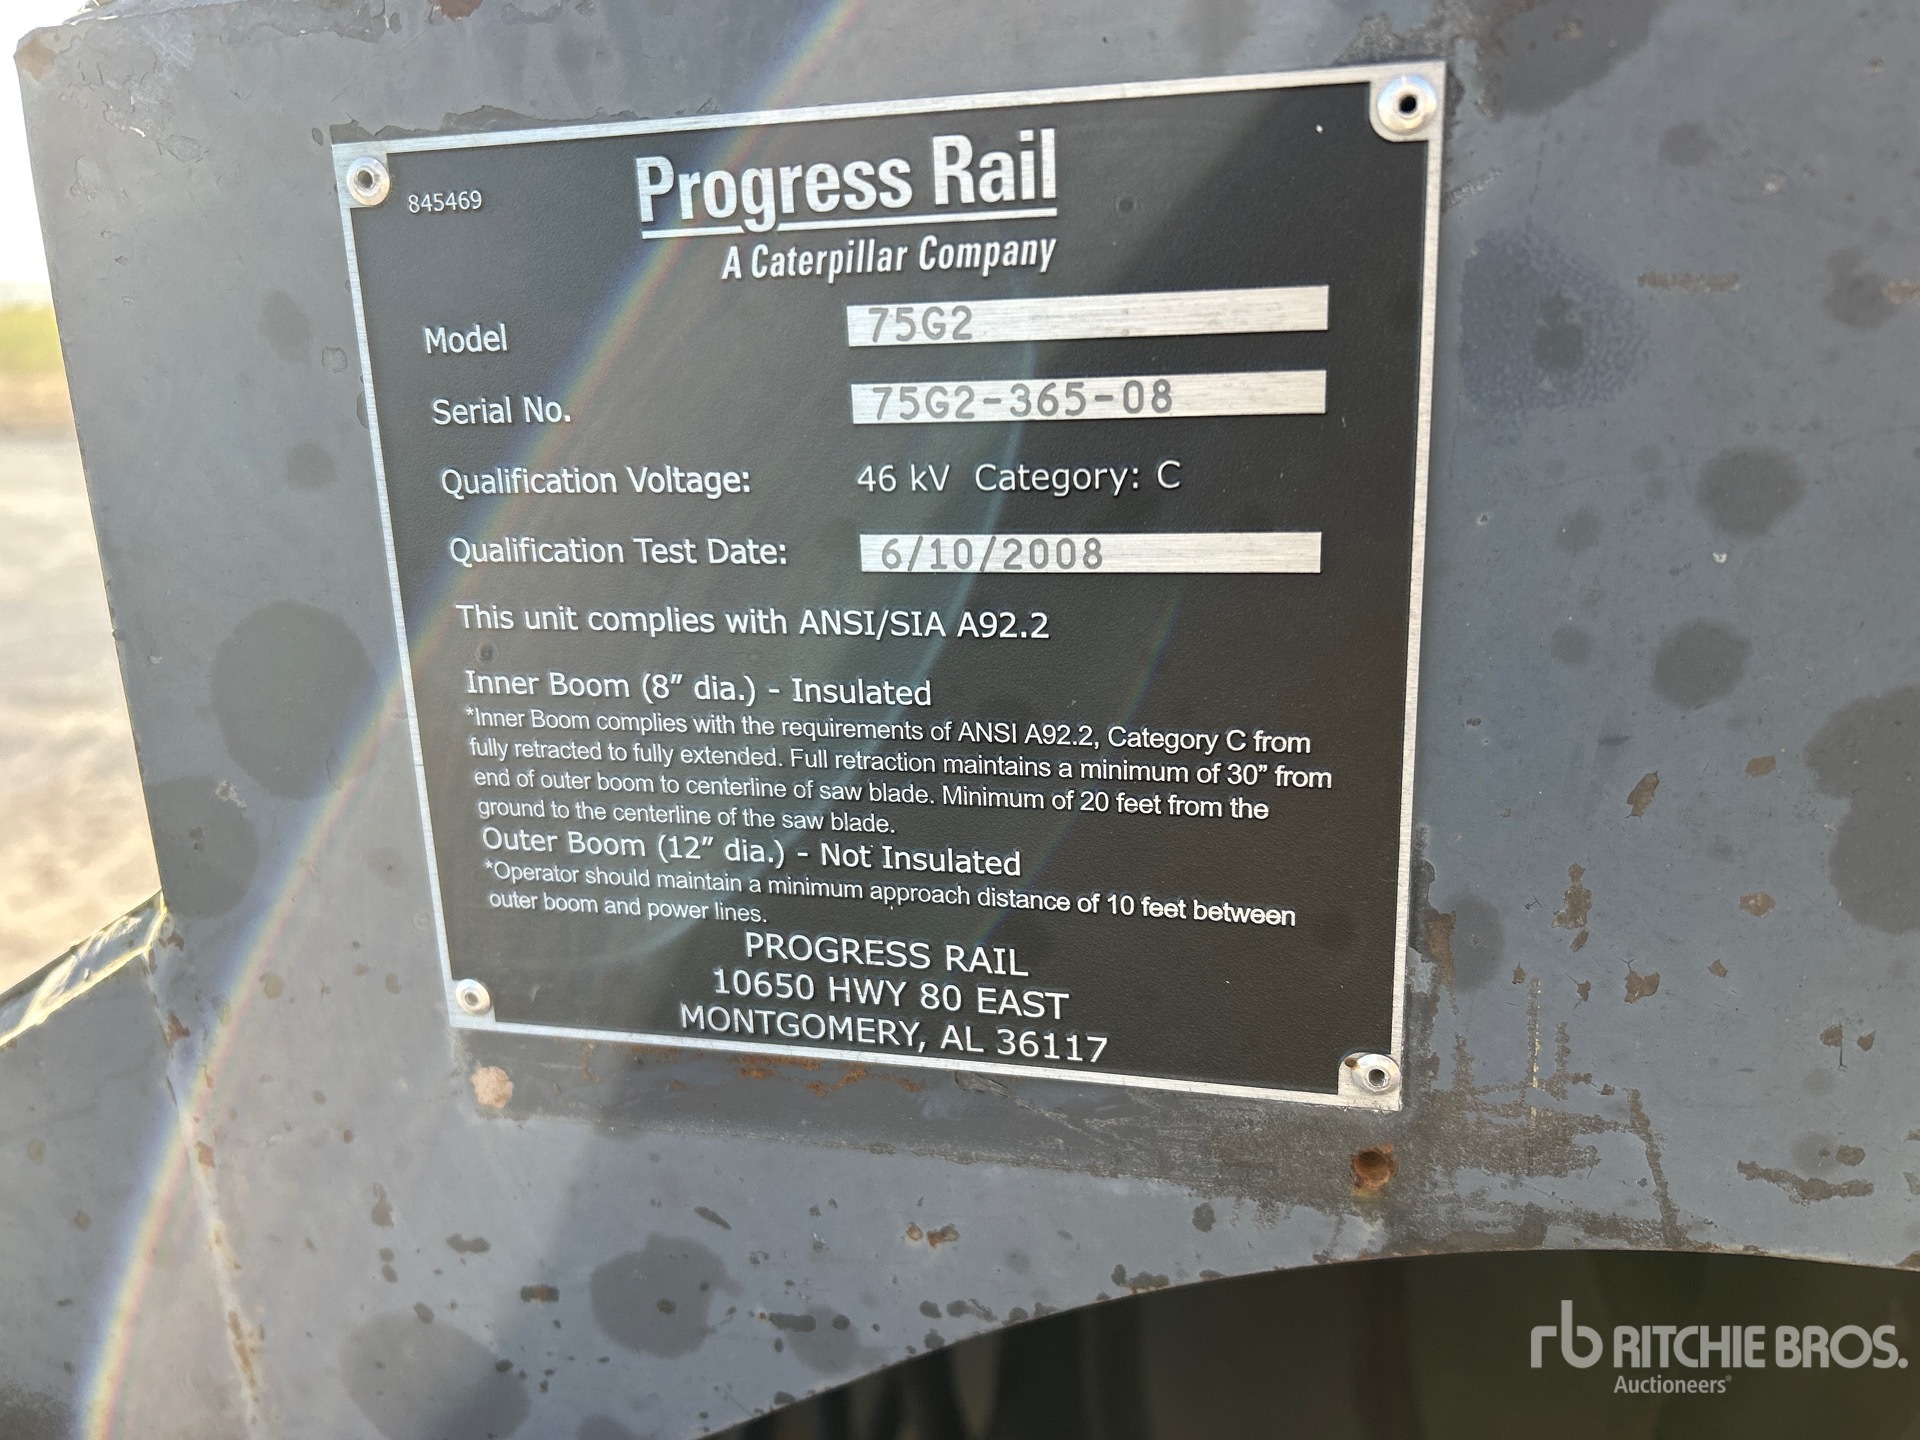 845469
Progress Rail
A Caterpillar Company
Model 75G2
Serial No. 75G2-365-08
Qualification Voltage: 46 kV Category: C
Qualification Test Date: 6/10/2008
This unit complies with ANSI/SIA A92.2
Inner Boom (8" dia.) - Insulated
*Inner Boom complies with the requirements of ANSI A92.2, Category C from
fully retracted to fully extended. Full retraction maintains a minimum of 30" from
end of outer boom to centerline of saw blade. Minimum of 20 feet from the
ground to the centerline of the saw blade.
Outer Boom (12" dia.) - Not Insulated
*Operator should maintain a minimum approach distance of 10 feet between
outer boom and power lines.
PROGRESS RAIL
10650 HWY 80 EAST
MONTGOMERY, AL 36117
rb RITCHIE BROS.
Auctioneers®